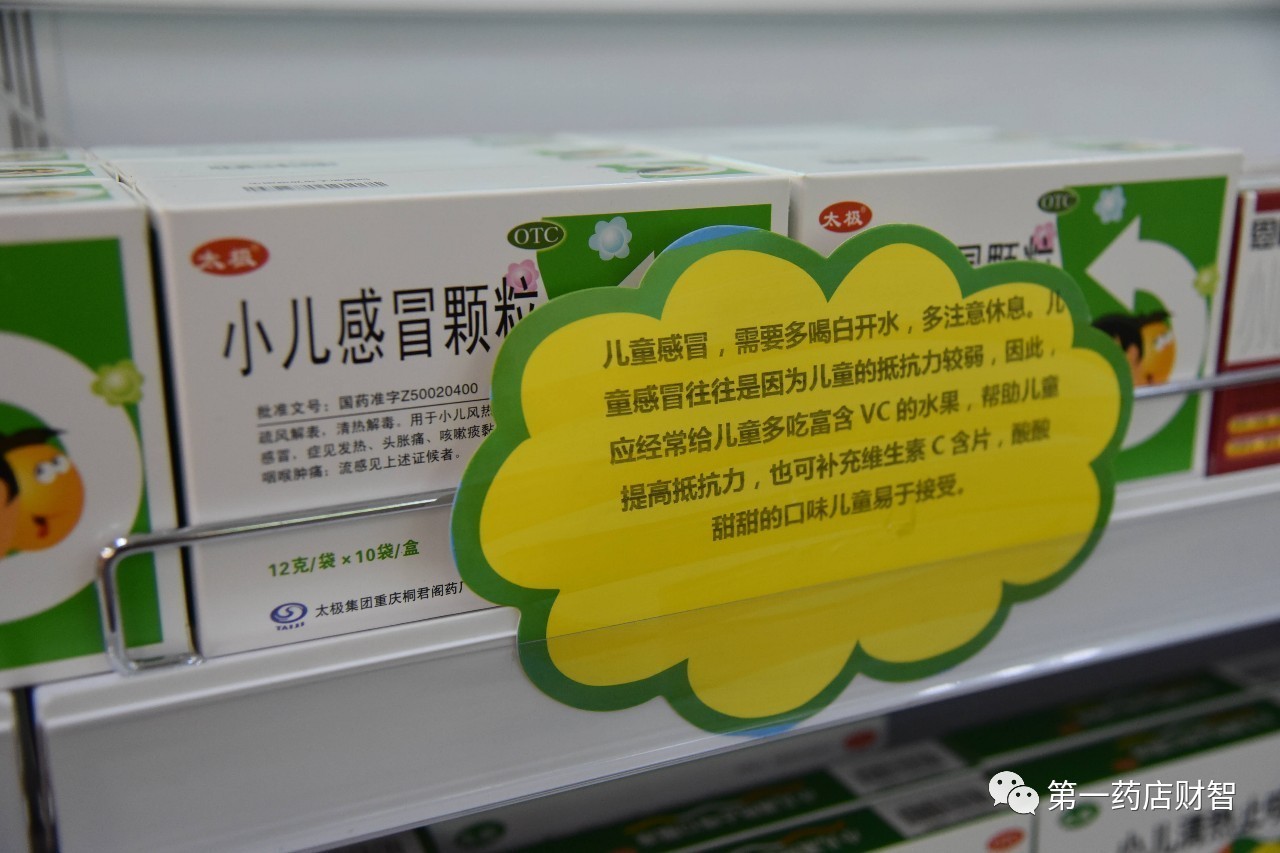 太极
OTC
小儿感冒颗粒
批准文号：国药准字Z50020400
疏风解表，清热解毒。用于小儿风热
感冒，症见发热、头胀痛、咳嗽痰黏
咽喉肿痛；流感见上述证候者。
12克/袋×10袋/盒
TAIJI
太极集团重庆桐君阁药厂
太极
OTC
颗粒
儿童感冒，需要多喝白开水，多注意休息。儿
童感冒往往是因为儿童的抵抗力较弱，因此，
应经常给儿童多吃富含 VC 的水果，帮助儿童
提高抵抗力，也可补充维生素 C 含片，酸酸
甜甜的口味儿童易于接受。
小儿清热止
第一药店财智